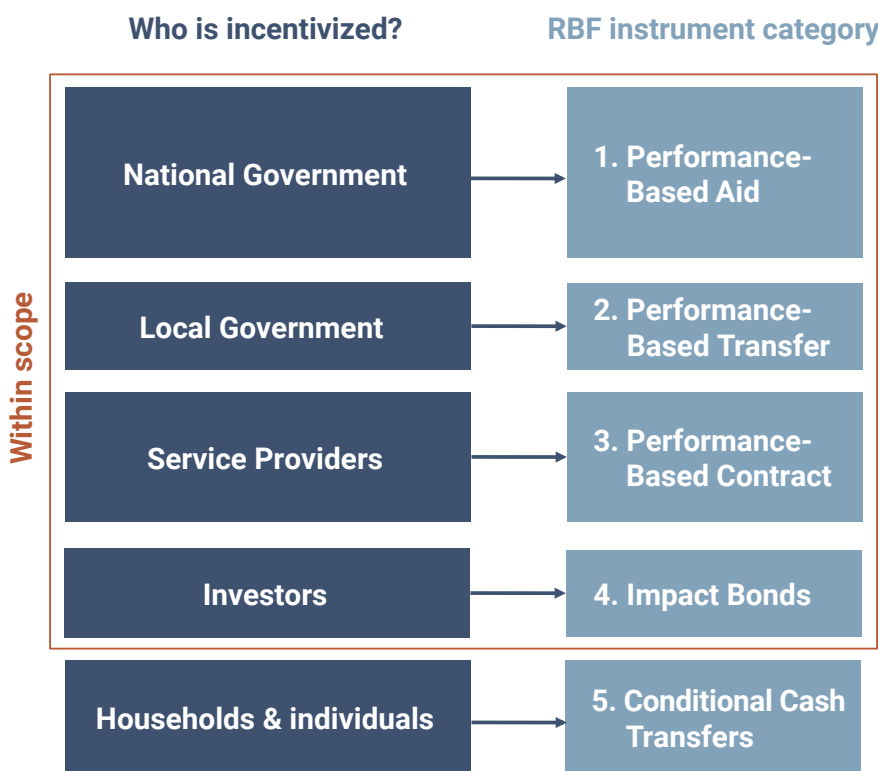 Who is incentivized?
RBF instrument category
Within scope
National Government
1. Performance-
Based Aid
Local Government
2. Performance-
Based Transfer
Service Providers
3. Performance-
Based Contract
Investors
4. Impact Bonds
Households & individuals
5. Conditional Cash
Transfers